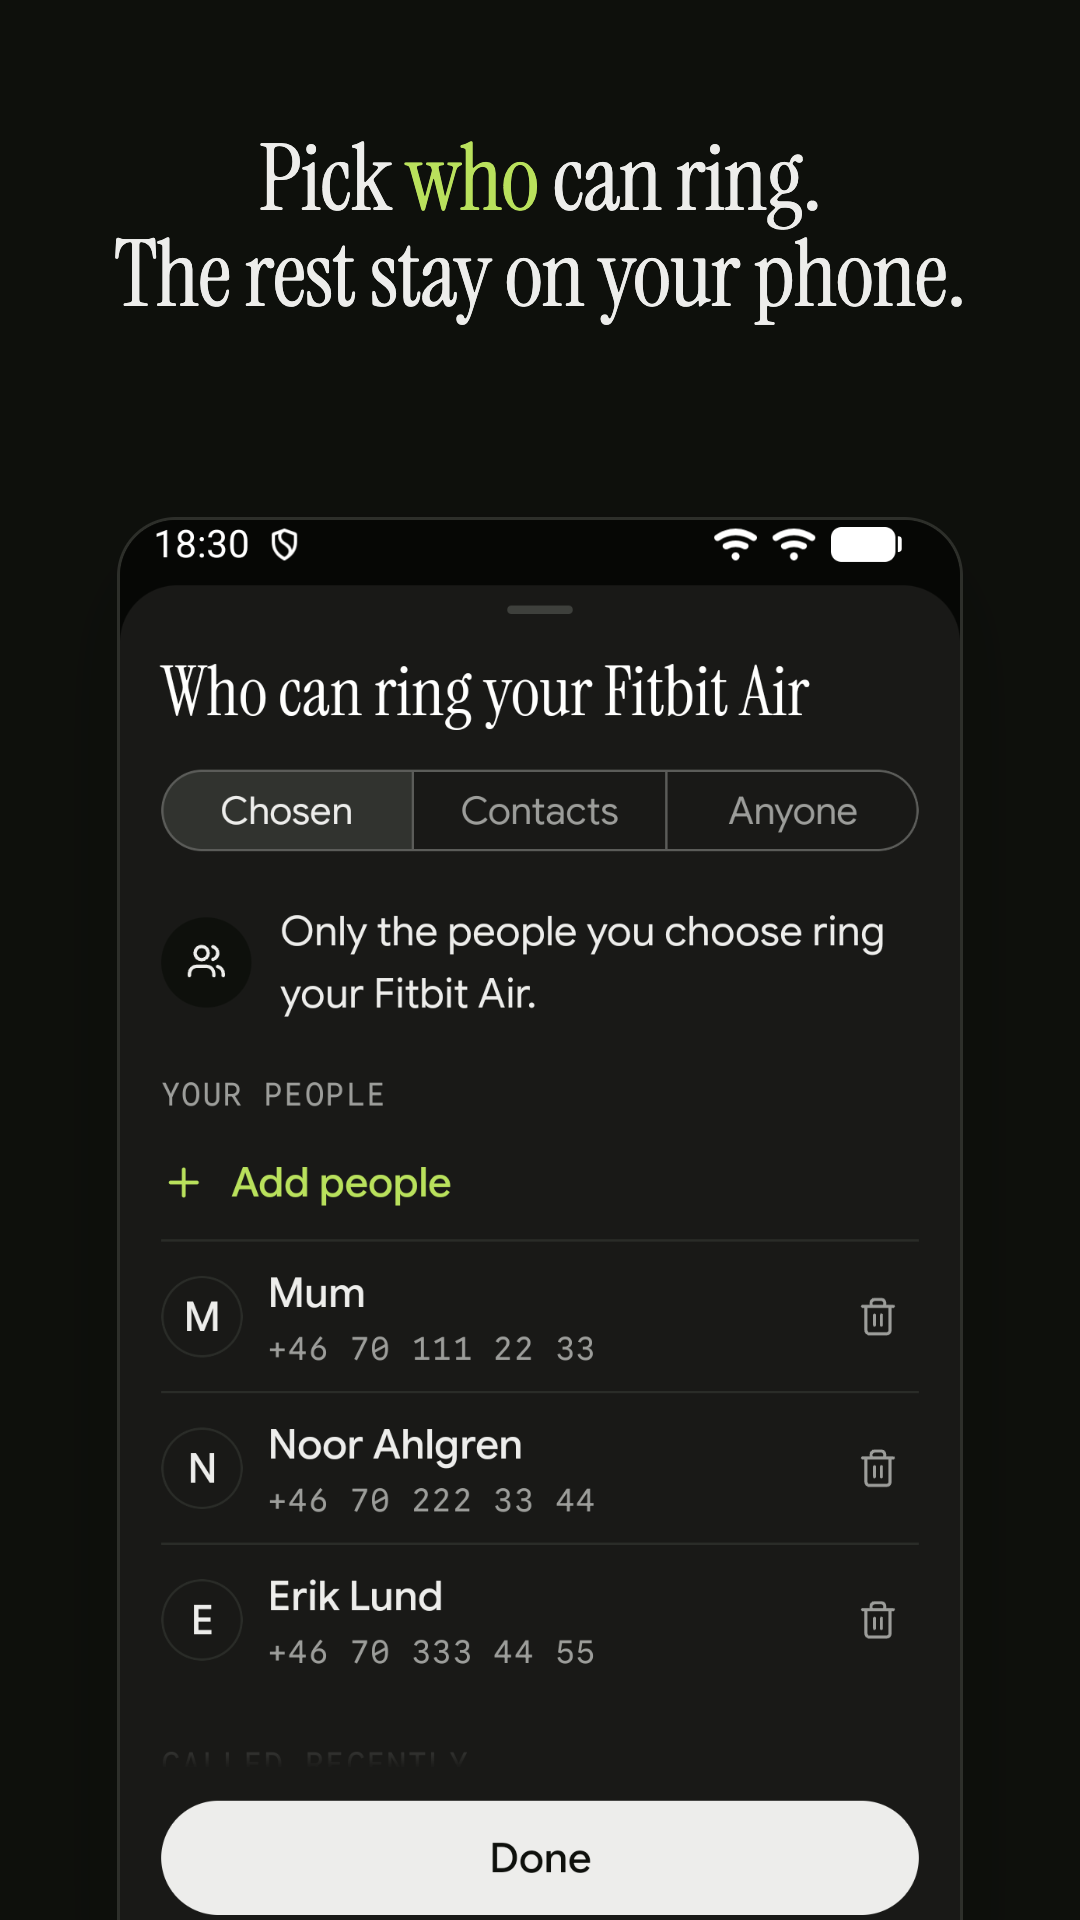 Pick who can ring.
The rest stay on your phone.
18:30
Who can ring your Fitbit Air
Chosen
Contacts
Anyone
Only the people you choose ring
your Fitbit Air.
YOUR PEOPLE
+ Add people
M
Mum
+46 70 111 22 33
N
Noor Ahlgren
+46 70 222 33 44
E
Erik Lund
+46 70 333 44 55
CALLED RECENTLY
Done